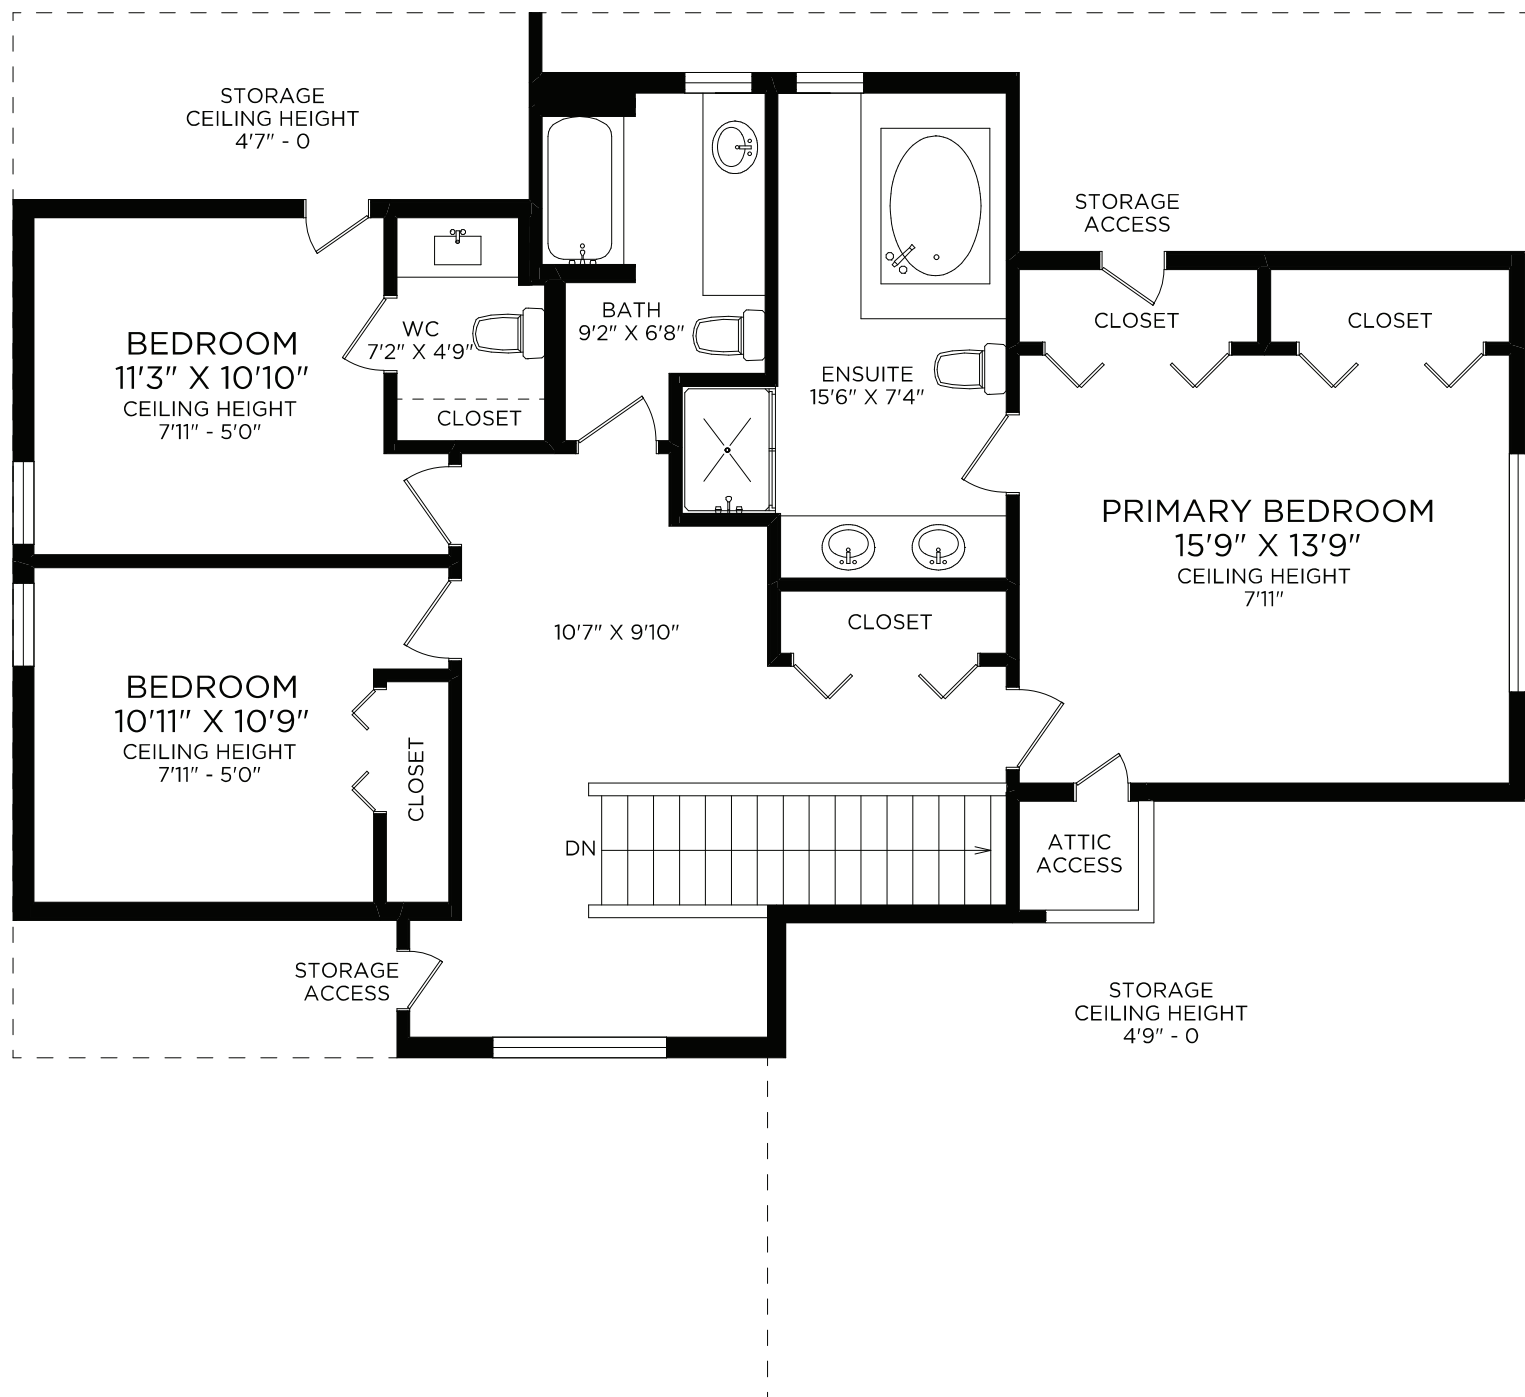 STORAGE
CEILING HEIGHT
4'7" - 0
STORAGE
ACCESS
BEDROOM
11'3" X 10'10"
CEILING HEIGHT
7'11" - 5'0"
WC
7'2" X 4'9"
CLOSET
BATH
9'2" X 6'8"
ENSUITE
15'6" X 7'4"
CLOSET
CLOSET
PRIMARY BEDROOM
15'9" X 13'9"
CEILING HEIGHT
7'11"
10'7" X 9'10"
CLOSET
BEDROOM
10'11" X 10'9"
CEILING HEIGHT
7'11" - 5'0"
CLOSET
DN
ATTIC
ACCESS
STORAGE
ACCESS
STORAGE
CEILING HEIGHT
4'9" - 0